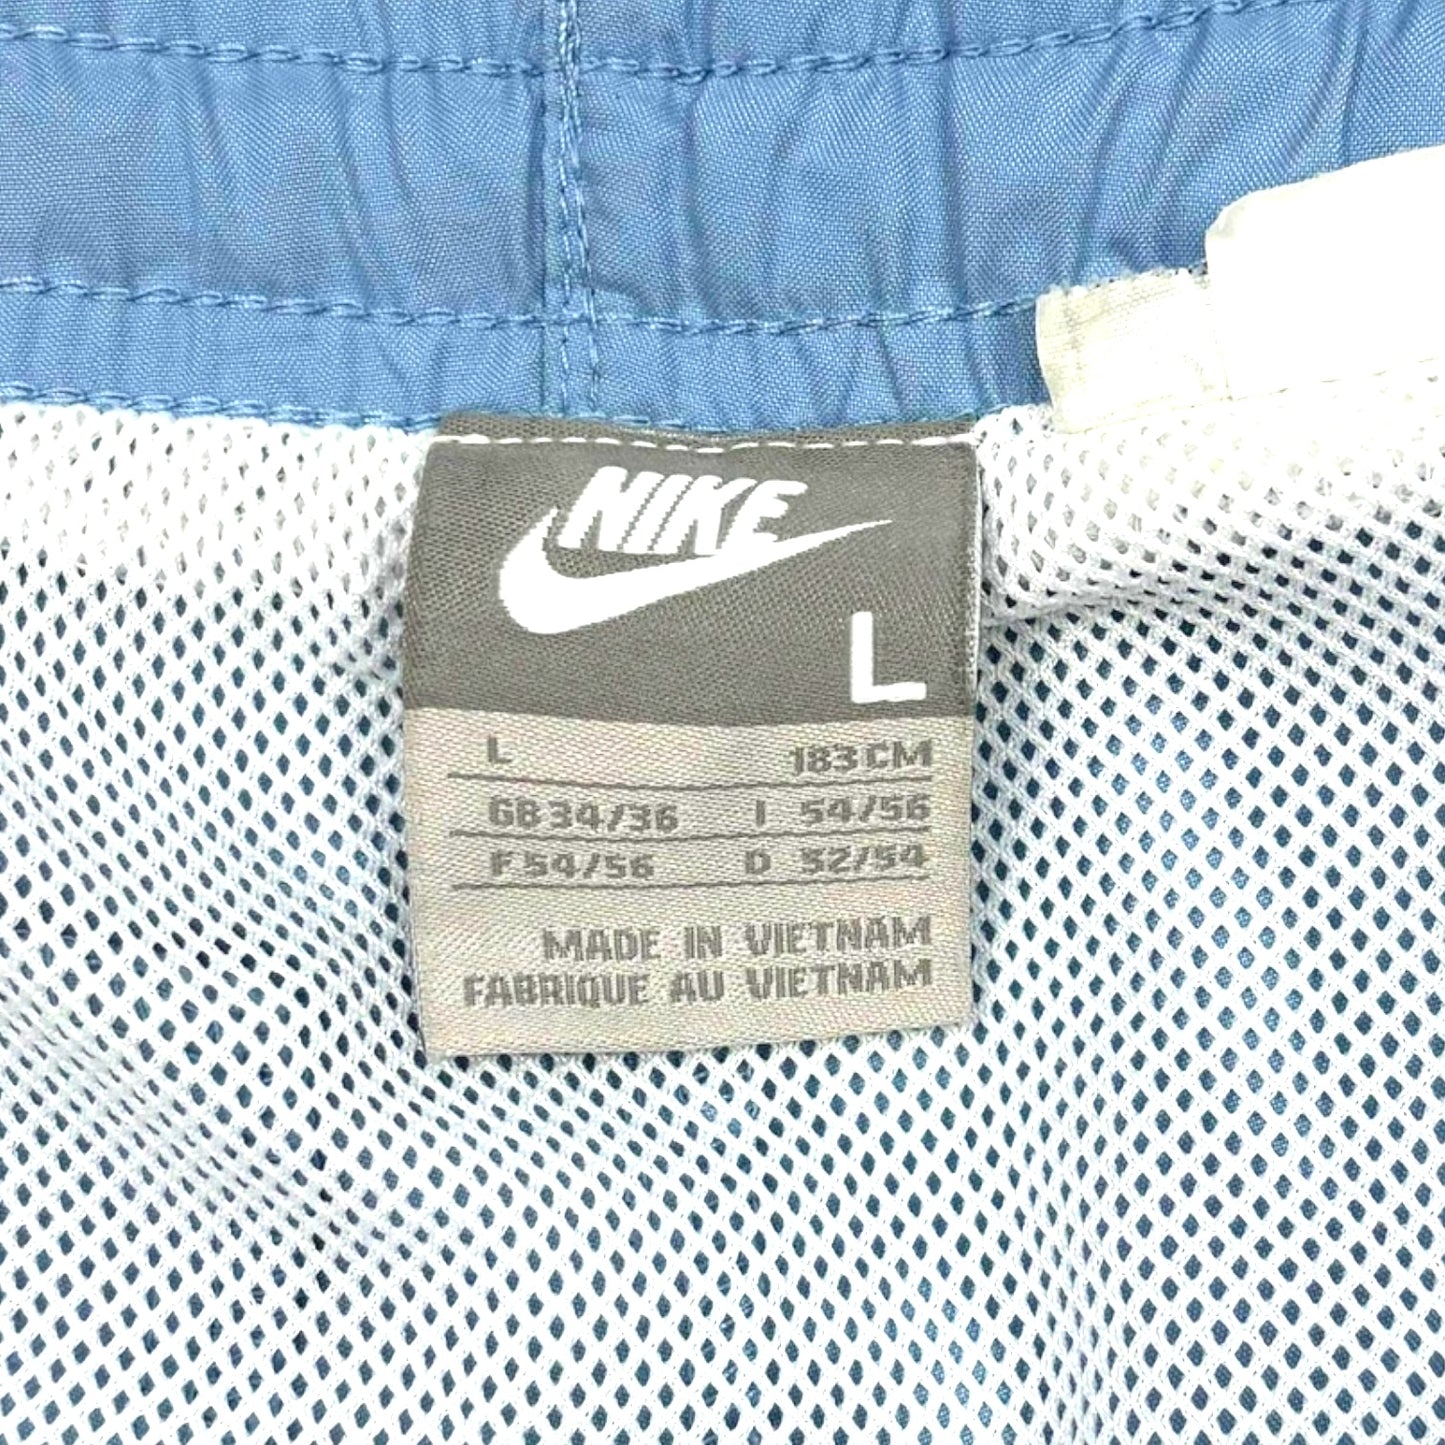 NIKE
L
L 183CM
GB 34/36 I 54/56
F 54/56 D 52/54
MADE IN VIETNAM
FABRIQUE AU VIETNAM